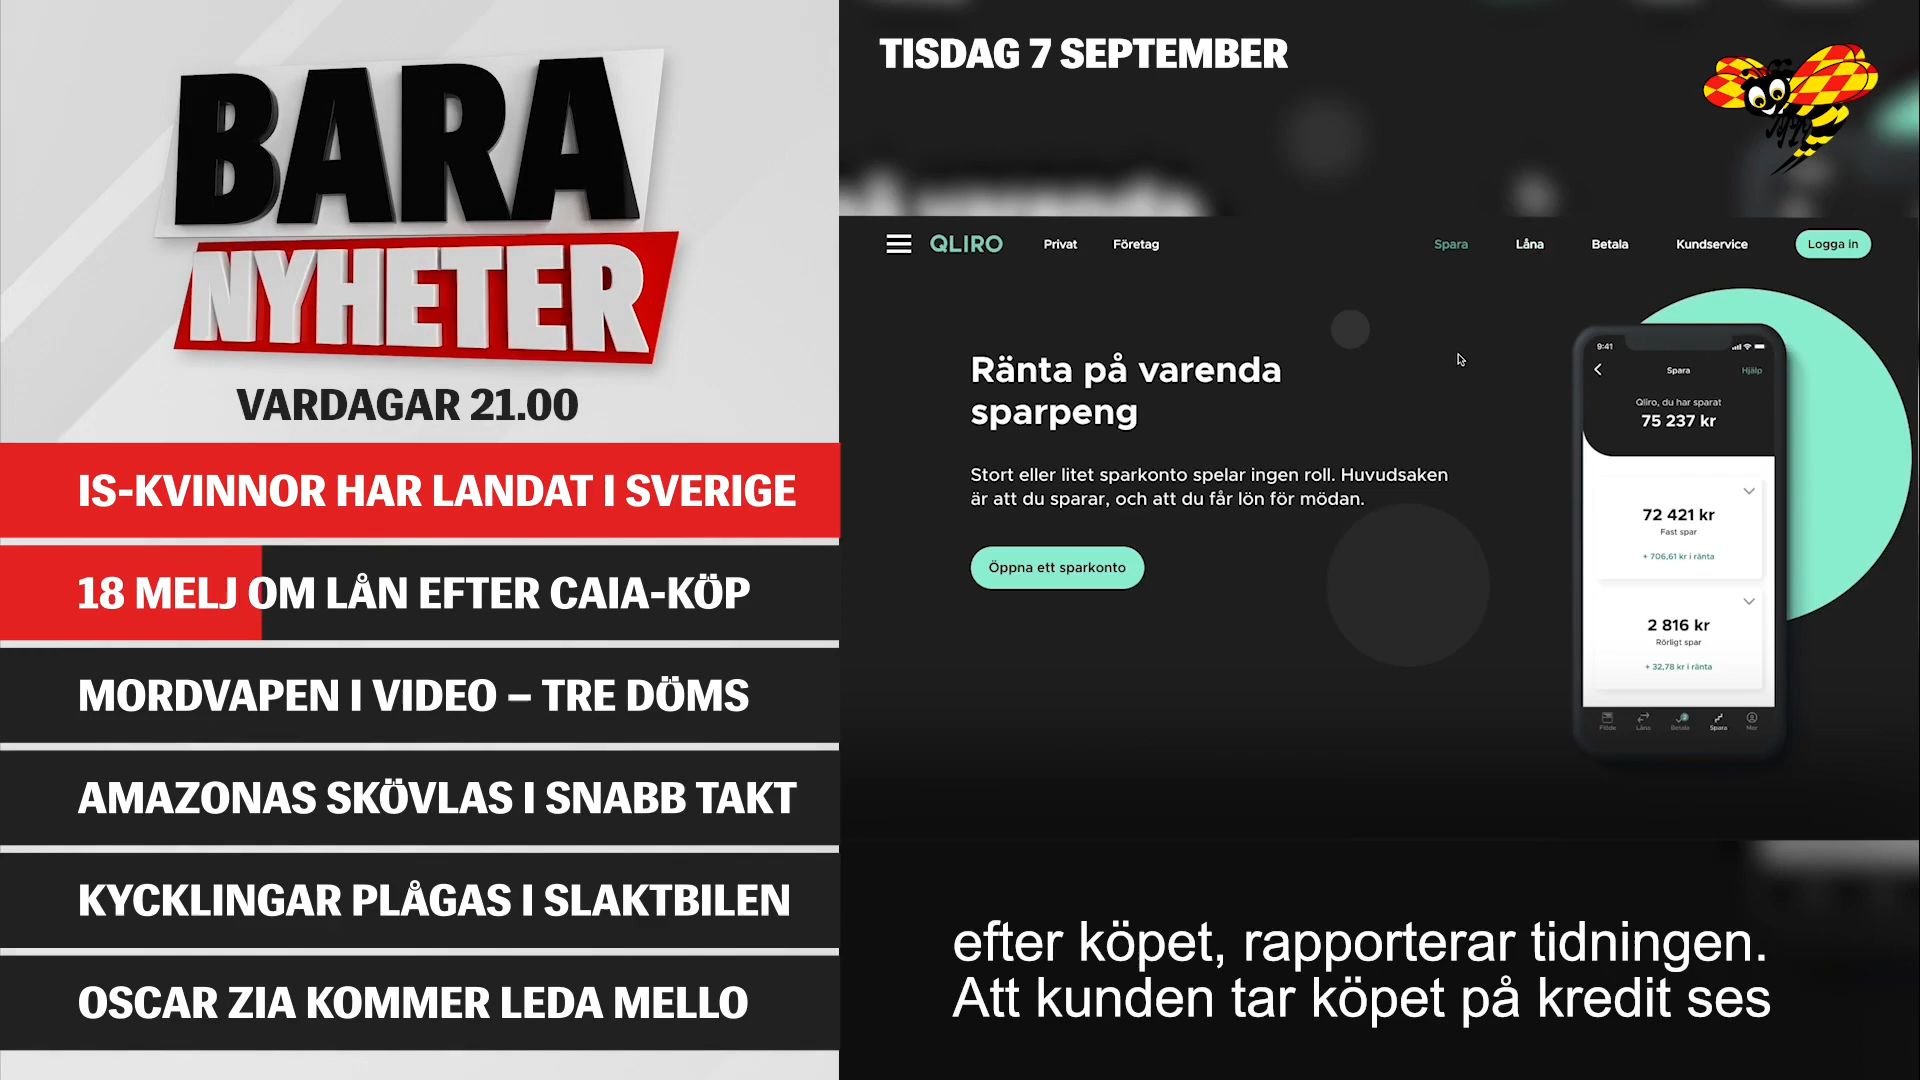 BARA
NYHETER
VARDAGAR 21.00
IS-KVINNOR HAR LANDAT I SVERIGE
18 MELJ OM LÅN EFTER CAIA-KÖP
MORDVAPEN I VIDEO – TRE DÖMS
AMAZONAS SKÖVLAS I SNABB TAKT
KYCKLINGAR PLÅGAS I SLAKTBILEN
OSCAR ZIA KOMMER LEDA MELLO
TISDAG 7 SEPTEMBER
QLIRO Privat Företag Spara Låna Betala Kundservice Logga in
Ränta på varenda
sparpeng
Stort eller litet sparkonto spelar ingen roll. Huvudsaken
är att du sparar, och att du får lön för mödan.
Öppna ett sparkonto
9:41
Spara Hjälp
Qliro, du har sparat
75 237 kr
72 421 kr
Fast spar
+ 706,61 kr i ränta
2 816 kr
Rörligt spar
+ 32,78 kr i ränta
Flöde Låna Betala Spara Mer
efter köpet, rapporterar tidningen.
Att kunden tar köpet på kredit ses